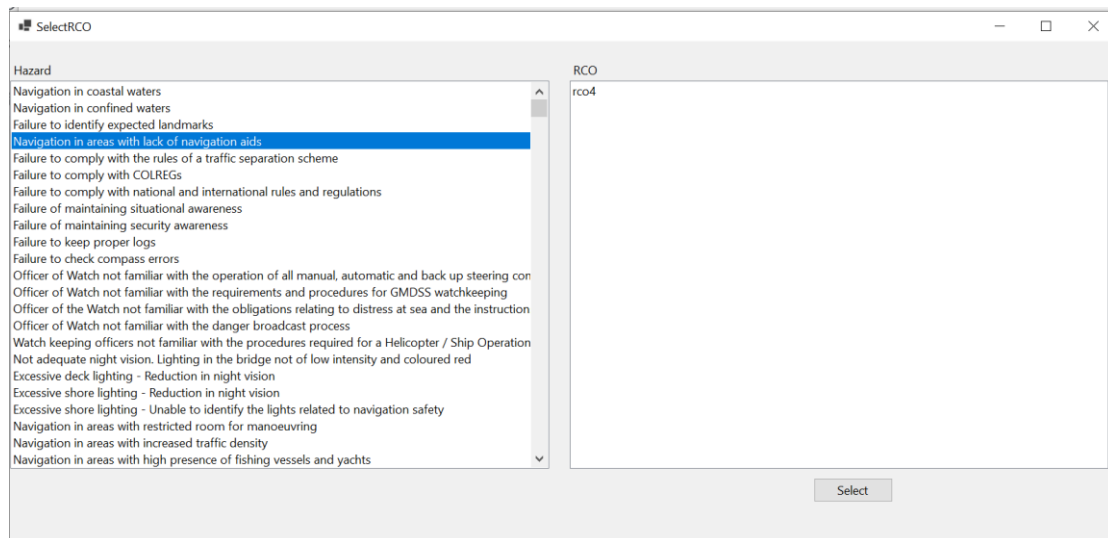 SelectRCO
Hazard
Navigation in coastal waters
Navigation in confined waters
Failure to identify expected landmarks
Navigation in areas with lack of navigation aids
Failure to comply with the rules of a traffic separation scheme
Failure to comply with COLREGs
Failure to comply with national and international rules and regulations
Failure of maintaining situational awareness
Failure of maintaining security awareness
Failure to keep proper logs
Failure to check compass errors
Officer of Watch not familiar with the operation of all manual, automatic and back up steering con
Officer of Watch not familiar with the requirements and procedures for GMDSS watchkeeping
Officer of the Watch not familiar with the obligations relating to distress at sea and the instruction
Officer of Watch not familiar with the danger broadcast process
Watch keeping officers not familiar with the procedures required for a Helicopter / Ship Operation
Not adequate night vision. Lighting in the bridge not of low intensity and coloured red
Excessive deck lighting - Reduction in night vision
Excessive shore lighting - Reduction in night vision
Excessive shore lighting - Unable to identify the lights related to navigation safety
Navigation in areas with restricted room for manoeuvring
Navigation in areas with increased traffic density
Navigation in areas with high presence of fishing vessels and yachts
RCO
rco4
Select